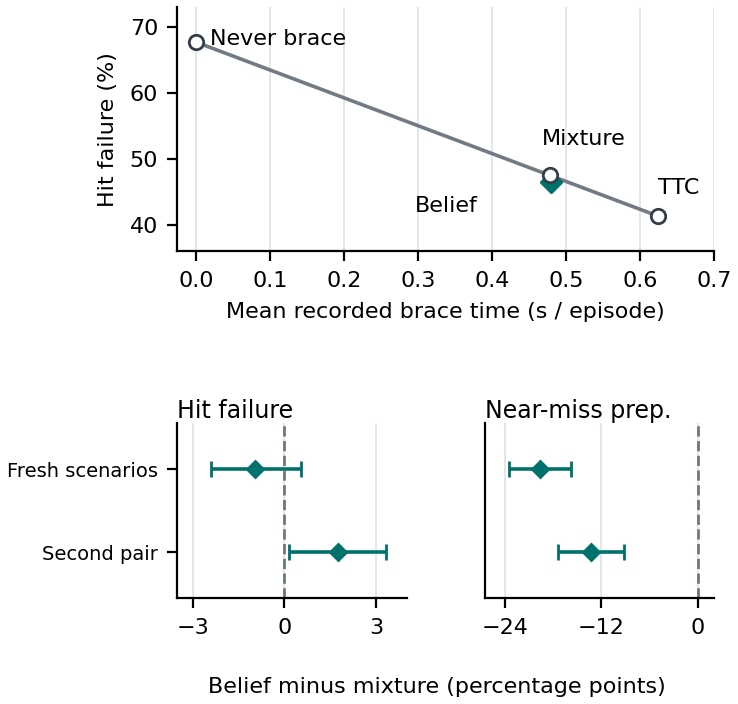 Hit failure (%)
70
60
50
40
Never brace
Mixture
TTC
Belief
0.0 0.1 0.2 0.3 0.4 0.5 0.6 0.7
Mean recorded brace time (s / episode)
Hit failure
Near-miss prep.
Fresh scenarios
Second pair
−3 0 3
−24 −12 0
Belief minus mixture (percentage points)